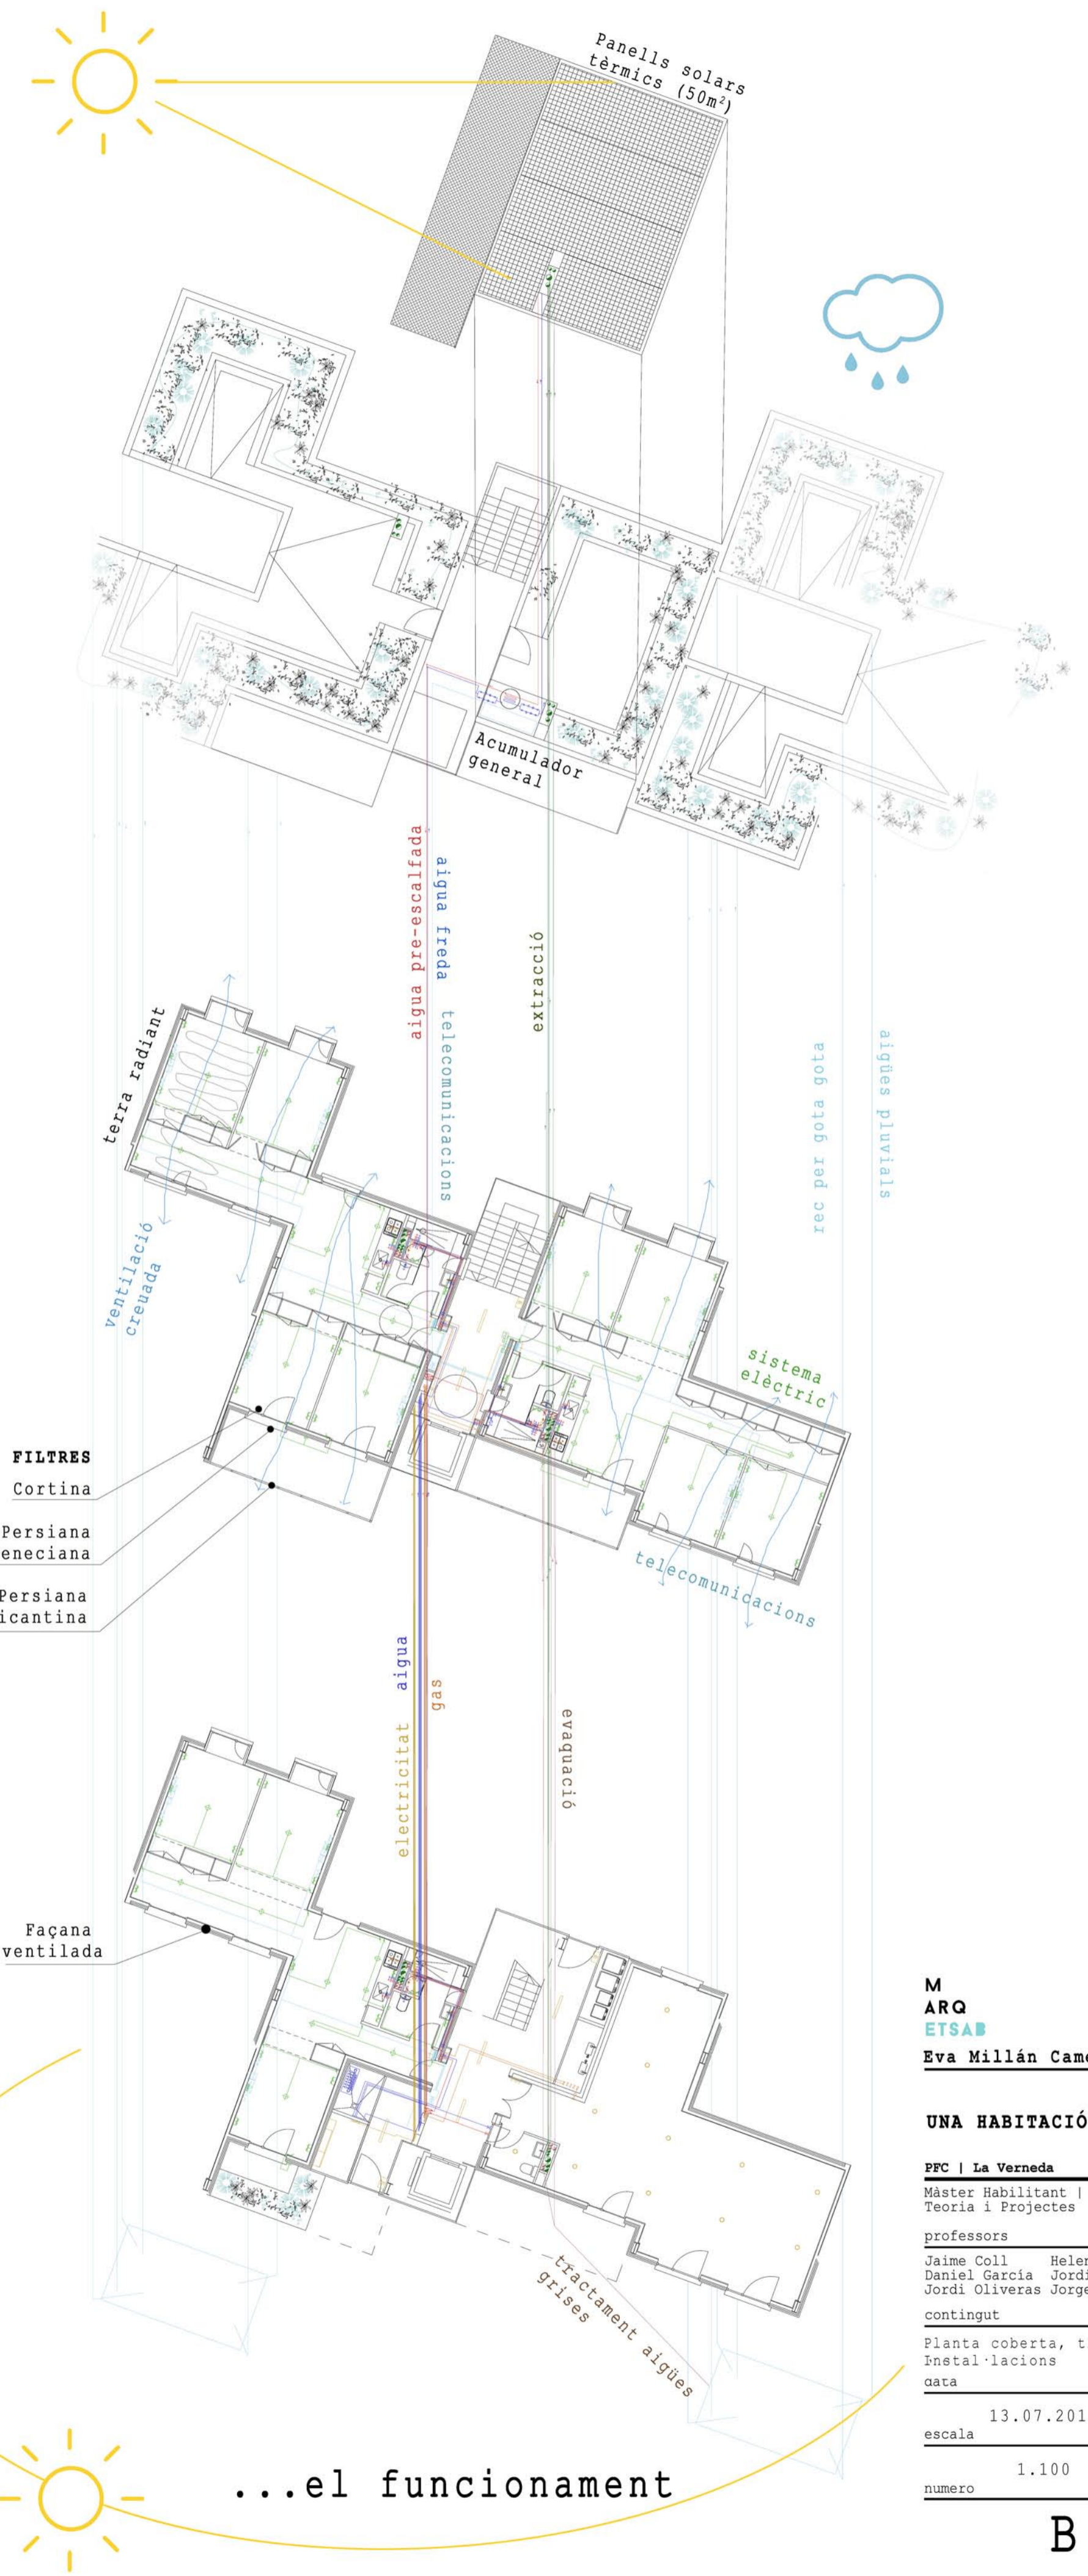 Panells solars
tèrmics (50m²)
Acumulador
general
aigua pre-escalfada
aigua freda
telecomunicacions
extracció
rec per gota gota
aigües pluvials
terra radiant
ventilació
creuada
sistema
elèctric
FILTRES
Cortina
Persiana
eneciana
Persiana
icantina
telecomunicacions
aigua
gas
electricitat
evaquació
Façana
ventilada
tractament aigües
grises
...el funcionament
M
ARQ
ETSAB
Eva Millán Came
UNA HABITACIÓ
PFC | La Verneda
Màster Habilitant |
Teoria i Projectes
professors
Jaime Coll Helen
Daniel García Jordi
Jordi Oliveras Jorge
contingut
Planta coberta, t
Instal·lacions
data
13.07.201
escala
1.100
numero
B